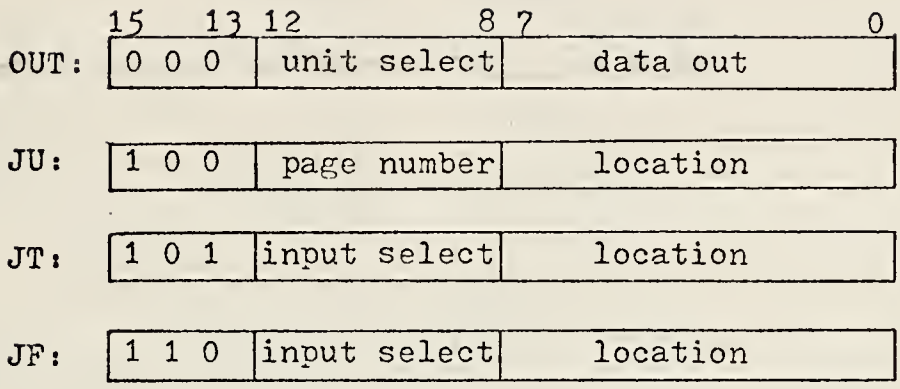 15 13 12 8 7 0
OUT: 0 0 0 unit select data out
JU: 1 0 0 page number location
JT: 1 0 1 input select location
JF: 1 1 0 input select location